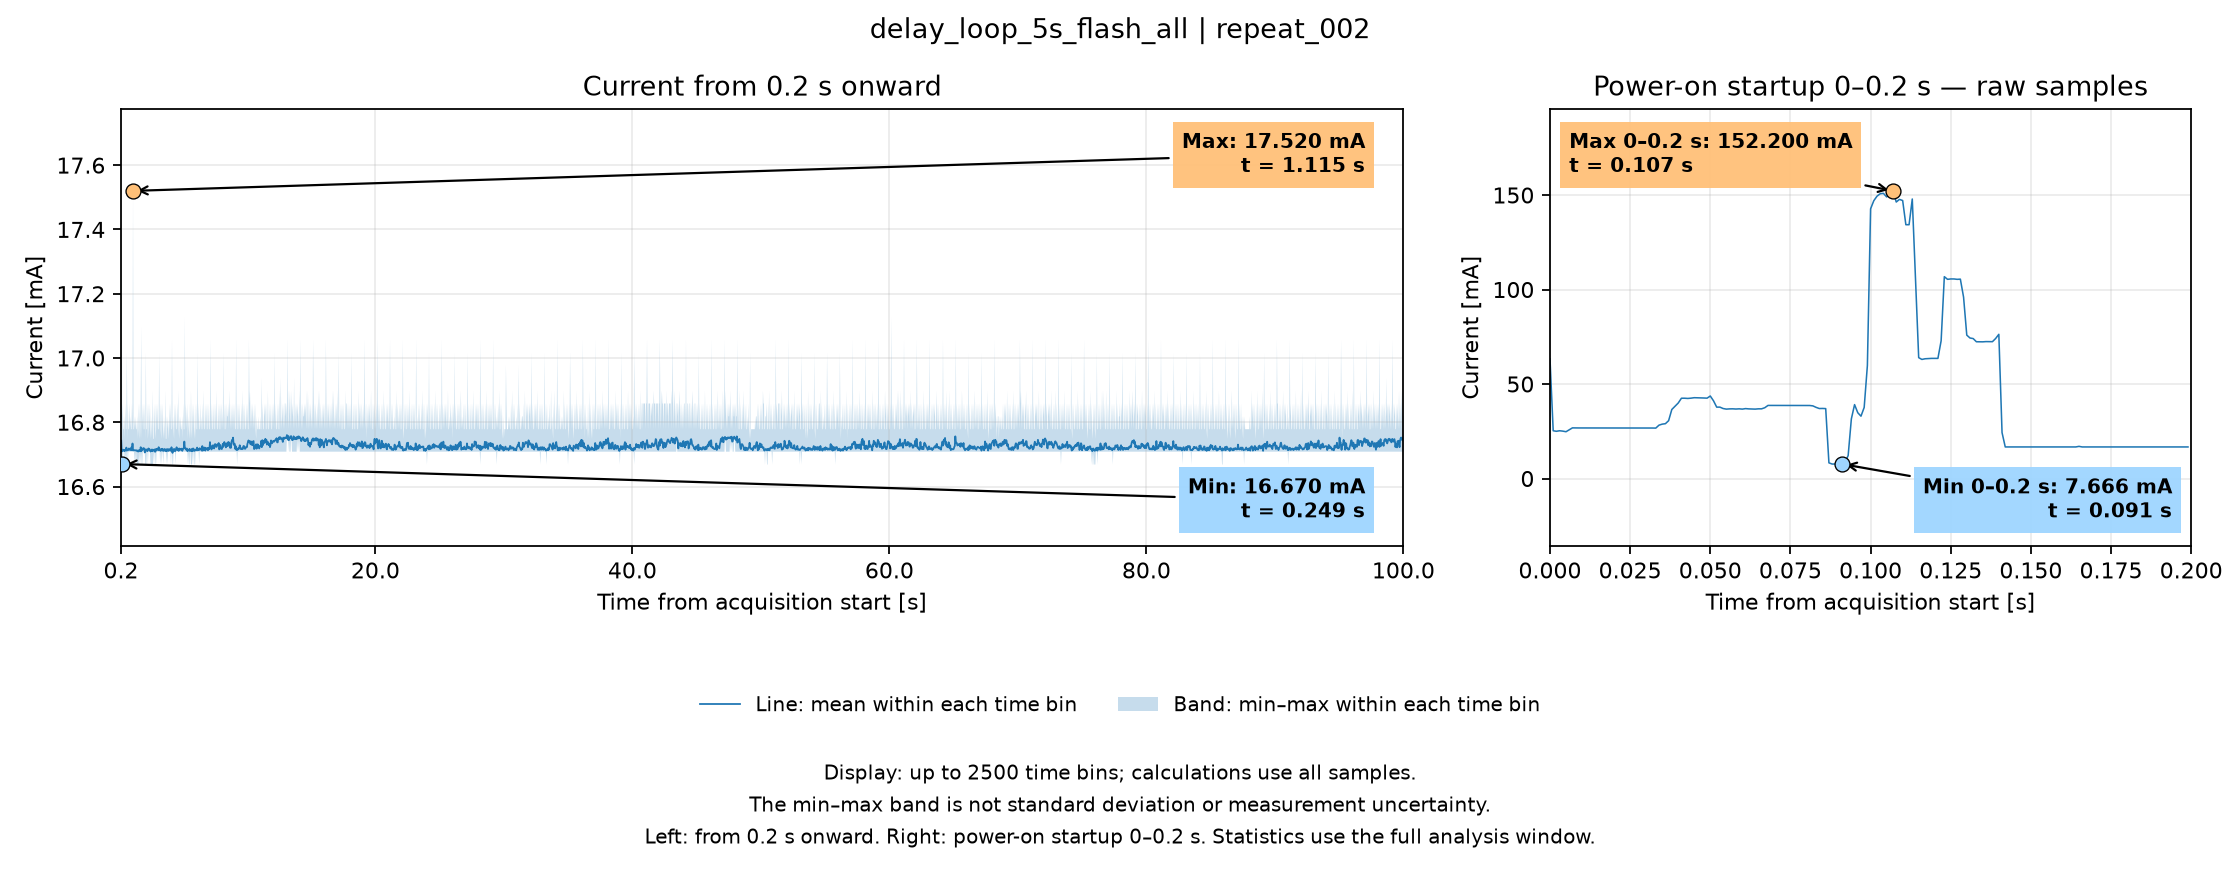 delay_loop_5s_flash_all | repeat_002
Current from 0.2 s onward
Max: 17.520 mA
t = 1.115 s
Min: 16.670 mA
t = 0.249 s
Current [mA]
17.6
17.4
17.2
17.0
16.8
16.6
0.2
20.0
40.0
60.0
80.0
100.0
Time from acquisition start [s]
Power-on startup 0–0.2 s — raw samples
Max 0–0.2 s: 152.200 mA
t = 0.107 s
Min 0–0.2 s: 7.666 mA
t = 0.091 s
Current [mA]
150
100
50
0
0.000
0.025
0.050
0.075
0.100
0.125
0.150
0.175
0.200
Time from acquisition start [s]
Line: mean within each time bin
Band: min–max within each time bin
Display: up to 2500 time bins; calculations use all samples.
The min–max band is not standard deviation or measurement uncertainty.
Left: from 0.2 s onward. Right: power-on startup 0–0.2 s. Statistics use the full analysis window.